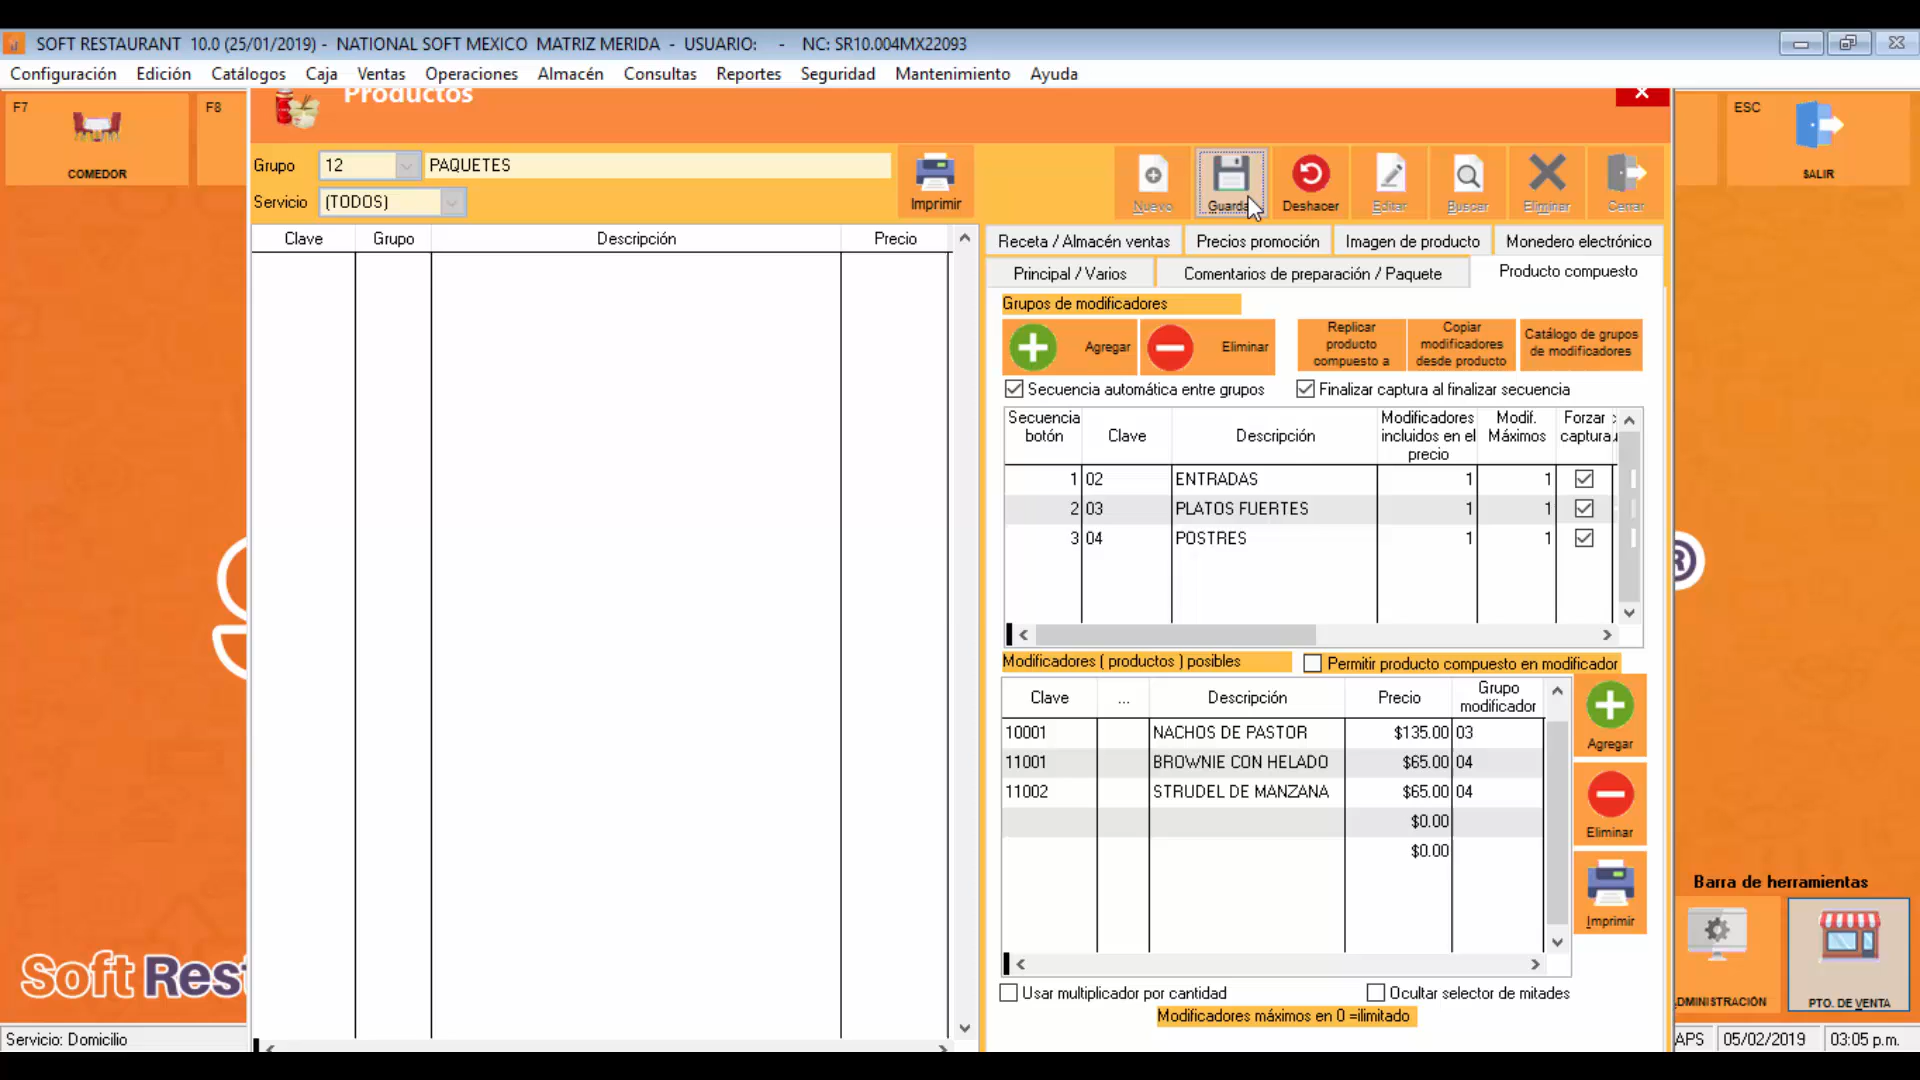 SOFT RESTAURANT 10.0 (25/01/2019) - NATIONAL SOFT MEXICO MATRIZ MERIDA - USUARIO: - NC: SR10.004MX22093
Configuración Edición Catálogos Caja Ventas Operaciones Almacén Consultas Reportes Seguridad Mantenimiento Ayuda
F7
COMEDOR
F8
Productos
ESC
SALIR
Grupo 12 PAQUETES
Servicio (TODOS)
Imprimir
Nuevo
Guarda
Deshacer
Editar
Buscar
Eliminar
Cerrar
Clave Grupo Descripción Precio
Receta / Almacén ventas Precios promoción Imagen de producto Monedero electrónico
Principal / Varios Comentarios de preparación / Paquete Producto compuesto
Grupos de modificadores
Agregar
Eliminar
Replicar producto compuesto a
Copiar modificadores desde producto
Catálogo de grupos de modificadores
Secuencia automática entre grupos Finalizar captura al finalizar secuencia
Secuencia botón Clave Descripción Modificadores incluidos en el precio Modif. Máximos Forzar captura
1 02 ENTRADAS 1 1
2 03 PLATOS FUERTES 1 1
3 04 POSTRES 1 1
Modificadores ( productos ) posibles Permitir producto compuesto en modificador
Clave ... Descripción Precio Grupo modificador
10001 NACHOS DE PASTOR $135.00 03
11001 BROWNIE CON HELADO $65.00 04
11002 STRUDEL DE MANZANA $65.00 04
$0.00
$0.00
Agregar
Eliminar
Imprimir
Usar multiplicador por cantidad Ocultar selector de mitades
Modificadores máximos en 0 =ilimitado
Soft Rest
®
Barra de herramientas
DMINISTRACIÓN
PTO. DE VENTA
Servicio: Domicilio
APS 05/02/2019 03:05 p.m.